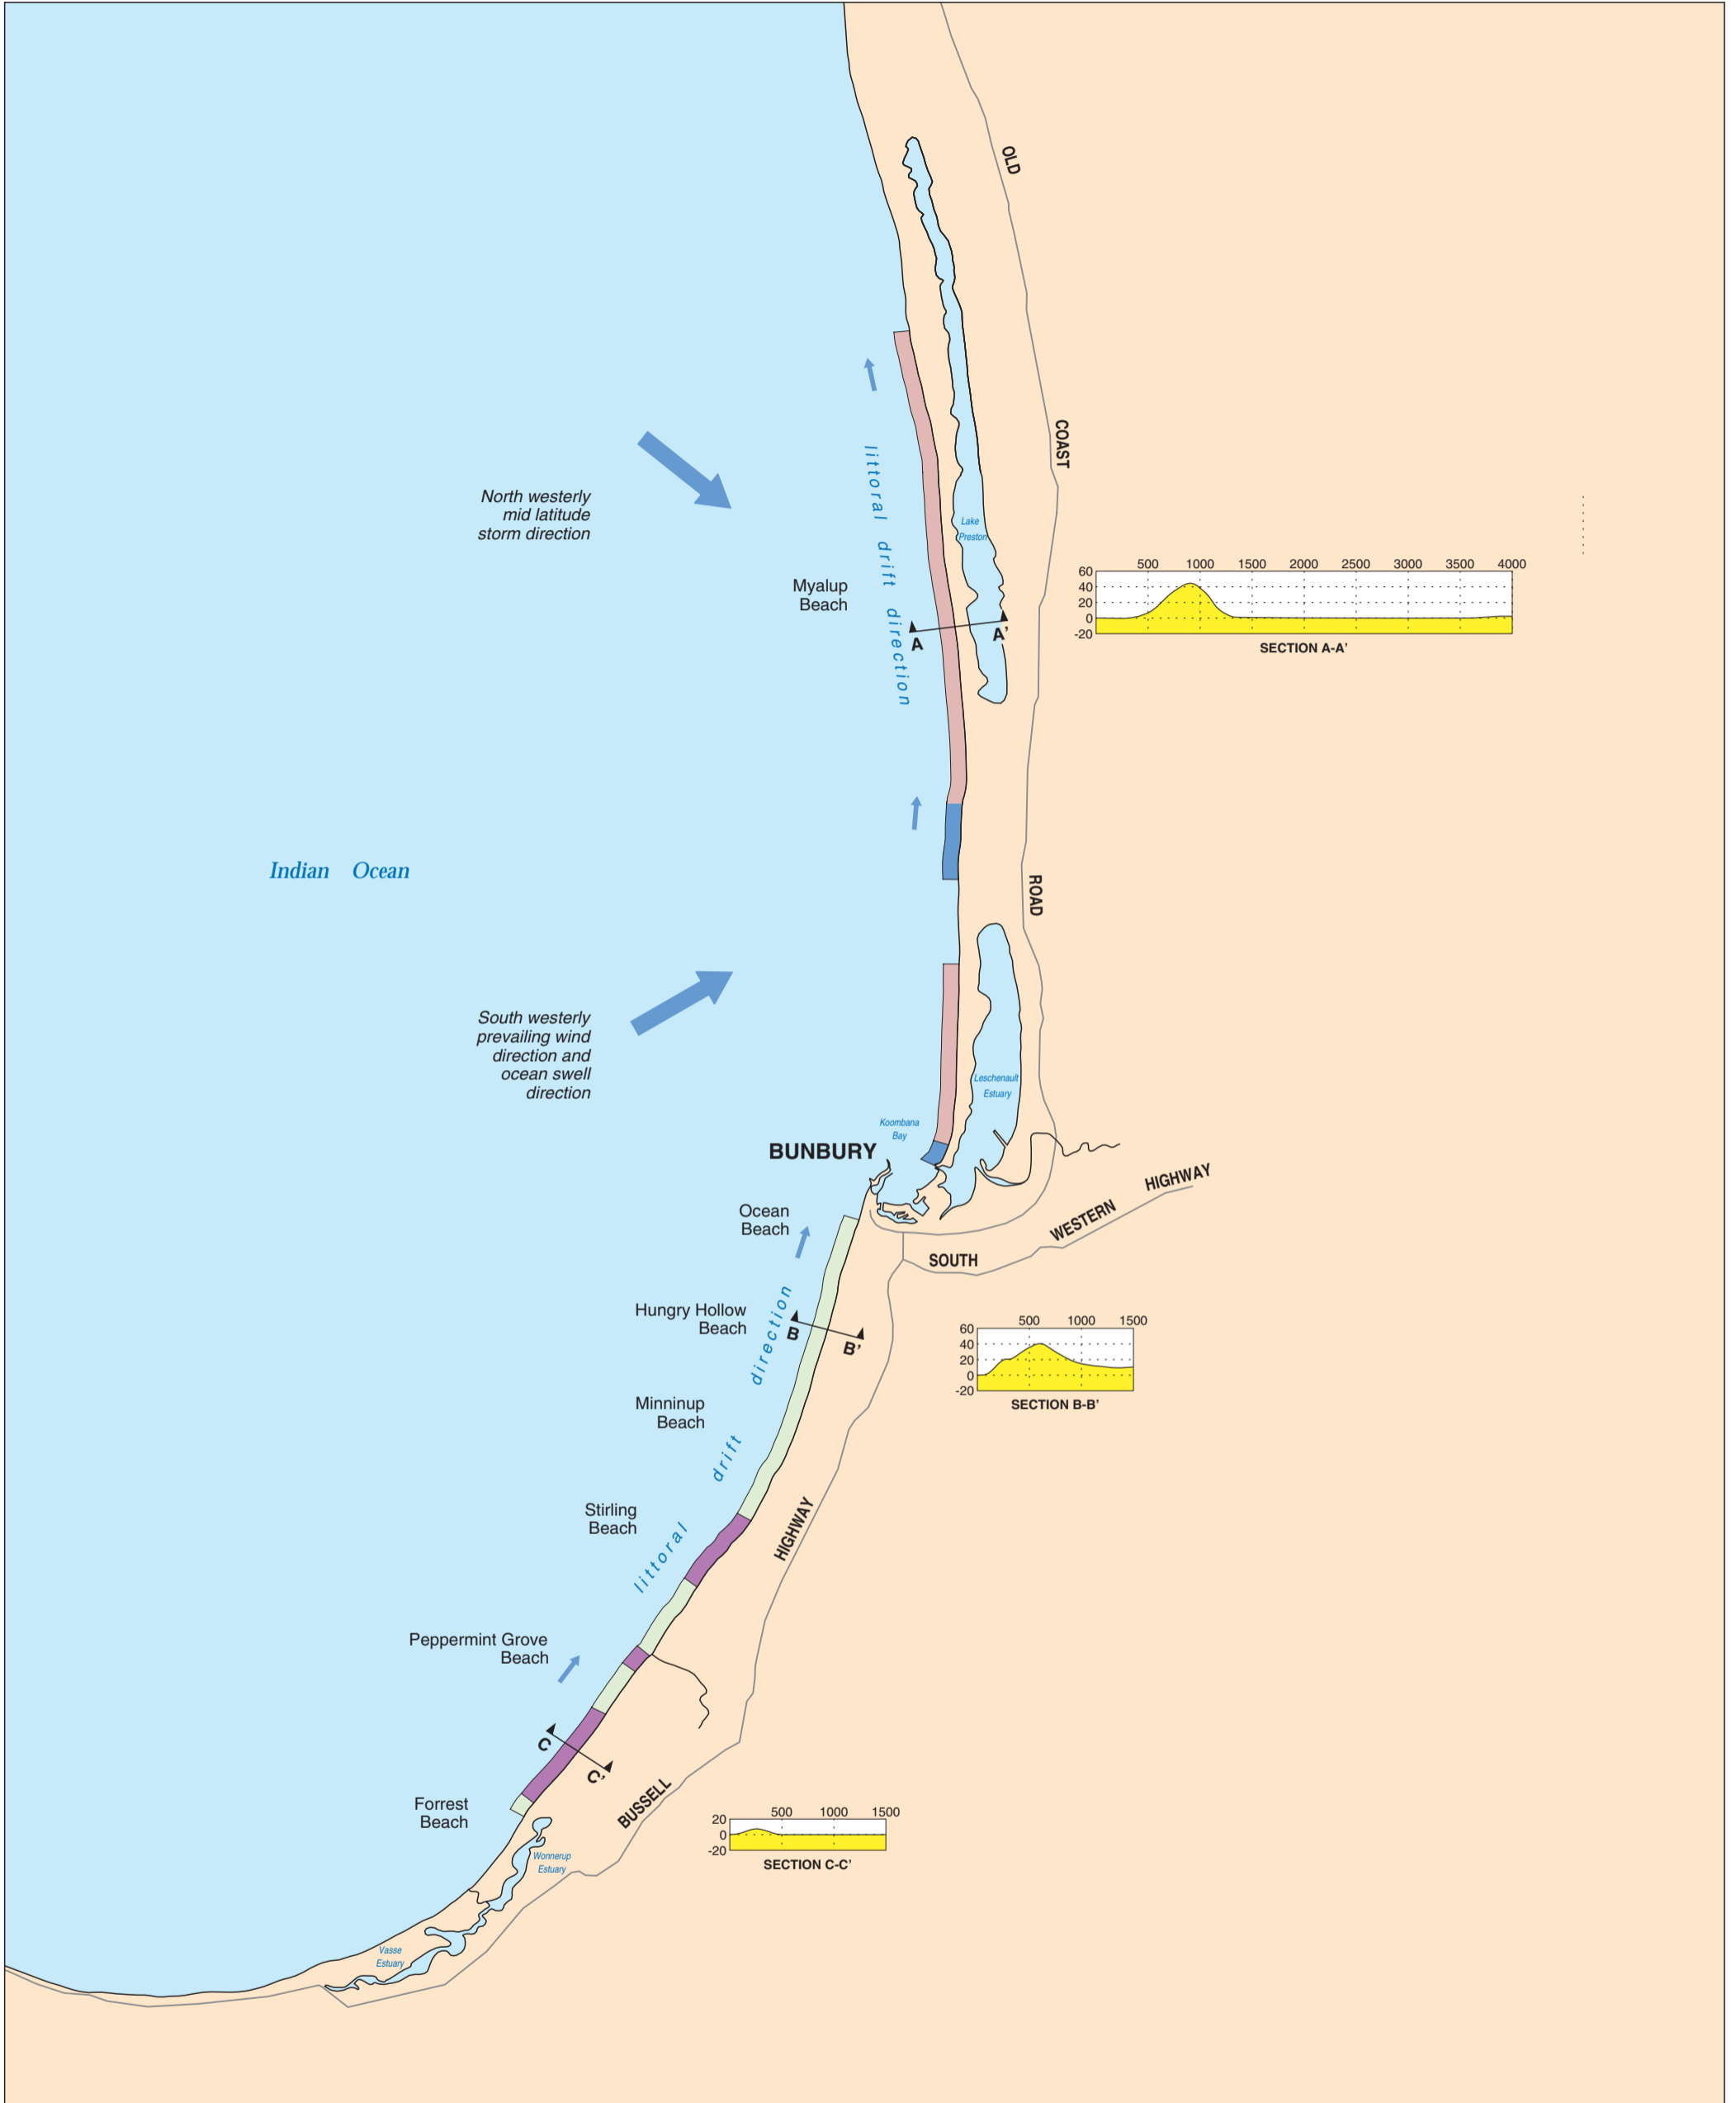 OLD
COAST
ROAD
North westerly
mid latitude
storm direction
littoral drift direction
Lake
Preston
Myalup
Beach
A
A’
500 1000 1500 2000 2500 3000 3500 4000
60
40
20
0
-20
SECTION A-A’
Indian Ocean
South westerly
prevailing wind
direction and
ocean swell
direction
Leschenault
Estuary
Koombana
Bay
BUNBURY
SOUTH WESTERN HIGHWAY
Ocean
Beach
Hungry Hollow
Beach
B
B’
500 1000 1500
60
40
20
0
-20
SECTION B-B’
littoral drift direction
Minninup
Beach
Stirling
Beach
BUSSELL HIGHWAY
Peppermint Grove
Beach
C
C’
Forrest
Beach
500 1000 1500
20
0
-20
SECTION C-C’
Wonnerup
Estuary
Vasse
Estuary